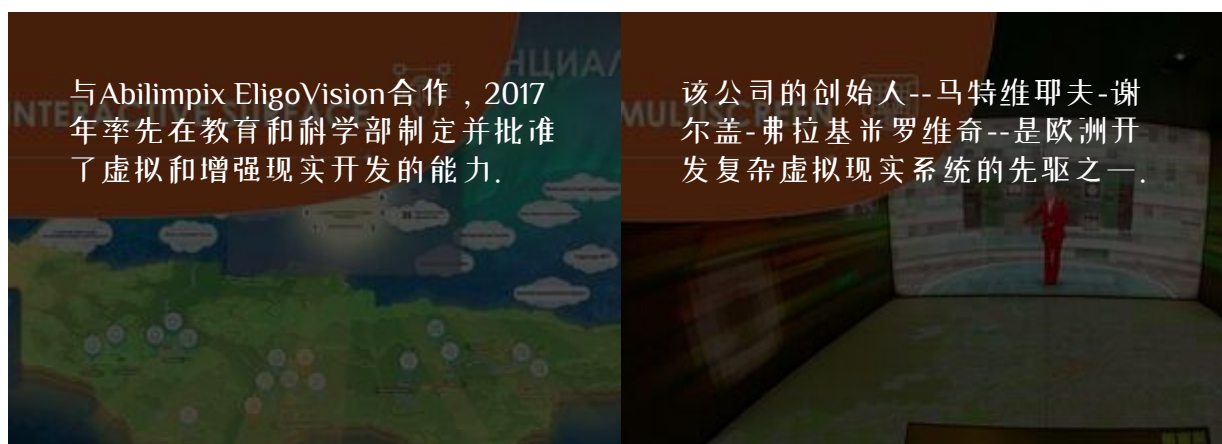 与Abilimpix EligoVision合作，2017
年率先在教育和科学部制定并批准
了虚拟和增强现实开发的能力.
该公司的创始人--马特维耶夫-谢
尔盖-弗拉基米罗维奇--是欧洲开
发复杂虚拟现实系统的先驱之一.
INTERACTIVE SURFACE
НЦИАЛ
MULTISCREEN